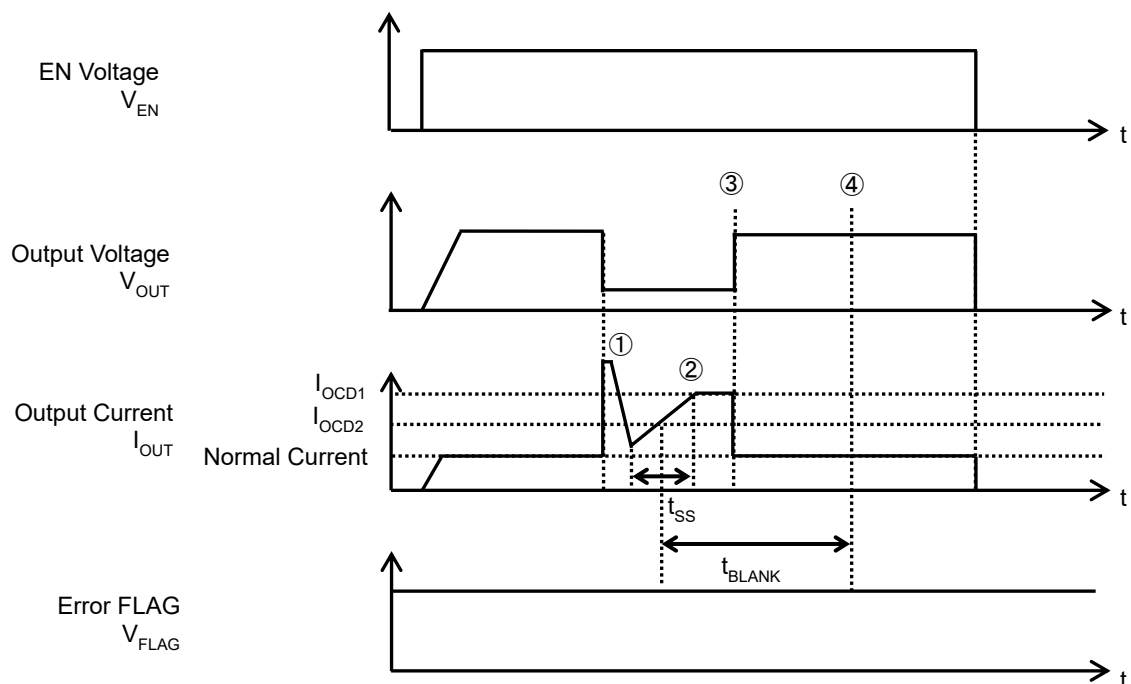 EN Voltage
V_EN
t
③
④
Output Voltage
V_OUT
t
①
②
I_OCD1
Output Current
I_OCD2
I_OUT
Normal Current
t
t_SS
t_BLANK
Error FLAG
V_FLAG
t